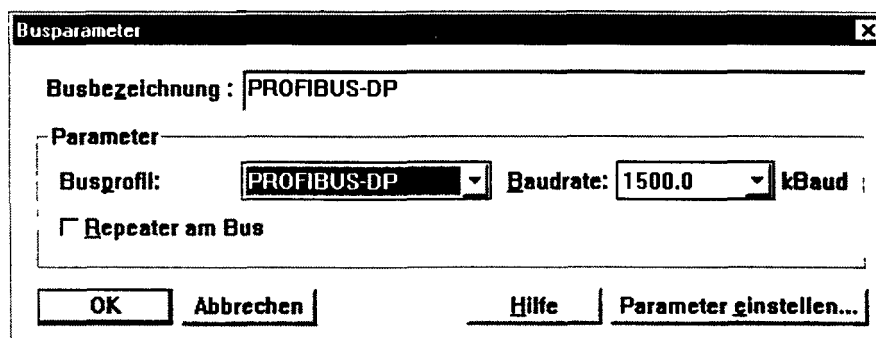 Busparameter
Busbezeichnung : PROFIBUS-DP
Parameter
Busprofil: PROFIBUS-DP Baudrate: 1500.0 kBaud
Repeater am Bus
OK Abbrechen Hilfe Parameter einstellen...